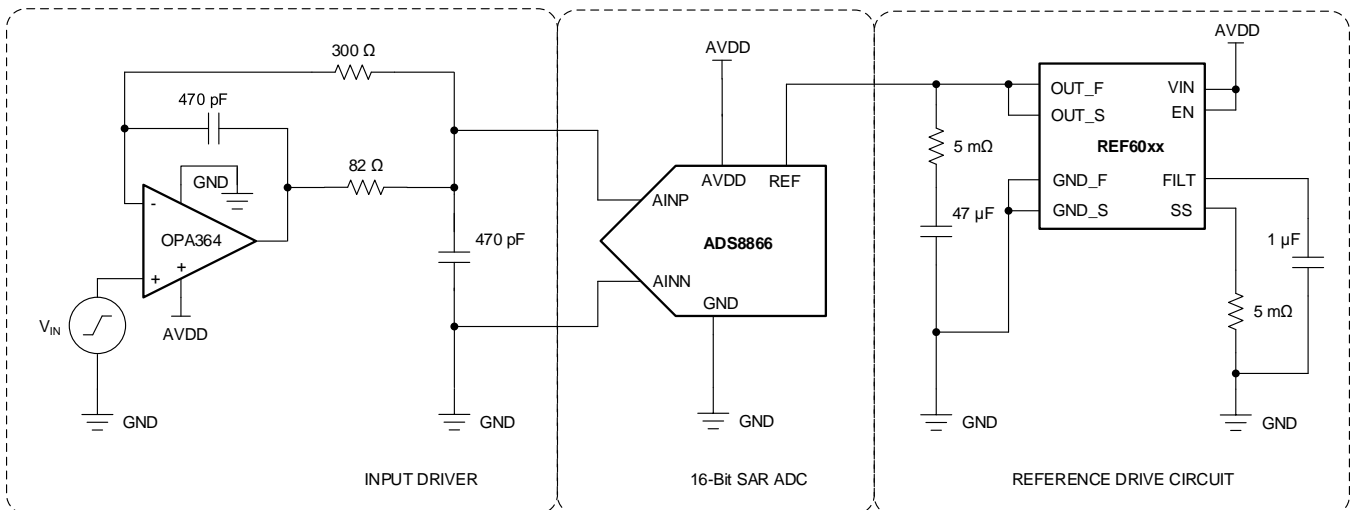 300 Ω
470 pF
GND
82 Ω
-
OPA364
+
+
V_IN
AVDD
GND
470 pF
GND
INPUT DRIVER
AVDD
AVDD
REF
AINP
ADS8866
AINN
GND
GND
16-Bit SAR ADC
AVDD
OUT_F
VIN
OUT_S
EN
REF60xx
GND_F
FILT
GND_S
SS
5 mΩ
47 µF
1 µF
5 mΩ
GND
GND
REFERENCE DRIVE CIRCUIT